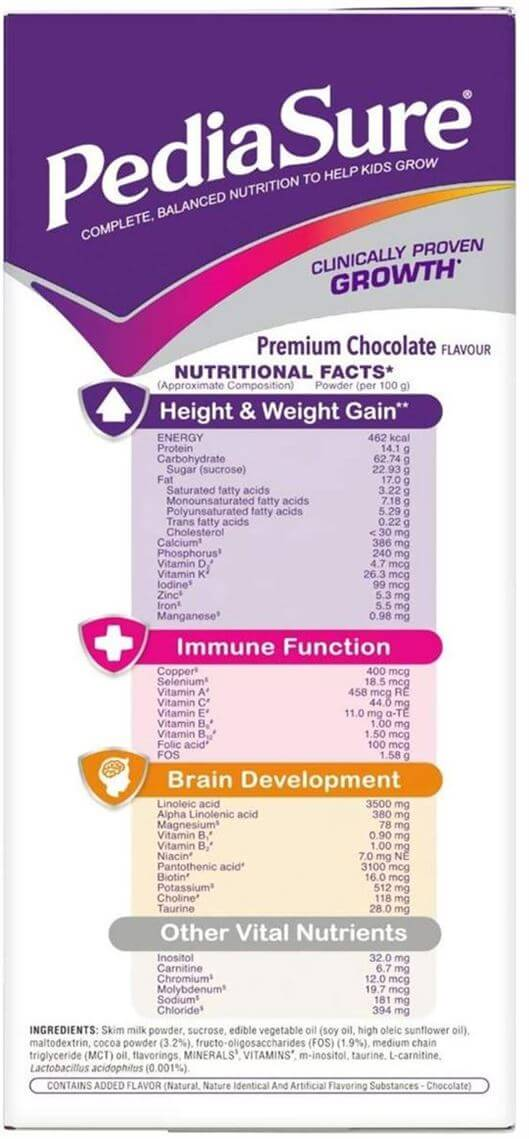 PediaSure®
COMPLETE, BALANCED NUTRITION TO HELP KIDS GROW
CLINICALLY PROVEN
GROWTH*
Premium Chocolate FLAVOUR
NUTRITIONAL FACTS*
(Approximate Composition) Powder (per 100 g)
Height & Weight Gain**
ENERGY 462 kcal
Protein 14.1 g
Carbohydrate 62.74 g
Sugar (sucrose) 22.93 g
Fat 17.0 g
Saturated fatty acids 3.22 g
Monounsaturated fatty acids 7.18 g
Polyunsaturated fatty acids 5.29 g
Trans fatty acids 0.22 g
Cholesterol < 30 mg
Calcium$ 386 mg
Phosphorus$ 240 mg
Vitamin D₂# 4.7 mcg
Vitamin K# 26.3 mcg
Iodine$ 99 mcg
Zinc$ 5.3 mg
Iron$ 5.5 mg
Manganese$ 0.98 mg
Immune Function
Copper$ 400 mcg
Selenium$ 18.5 mcg
Vitamin A# 458 mcg RE
Vitamin C# 44.0 mg
Vitamin E# 11.0 mg α-TE
Vitamin B₆# 1.00 mg
Vitamin B₁₂# 1.50 mcg
Folic acid# 100 mcg
FOS 1.58 g
Brain Development
Linoleic acid 3500 mg
Alpha Linolenic acid 380 mg
Magnesium$ 78 mg
Vitamin B₁# 0.90 mg
Vitamin B₂# 1.00 mg
Niacin# 7.0 mg NE
Pantothenic acid# 3100 mcg
Biotin# 16.0 mcg
Potassium$ 512 mg
Choline# 118 mg
Taurine 28.0 mg
Other Vital Nutrients
Inositol 32.0 mg
Carnitine 6.7 mg
Chromium$ 12.0 mcg
Molybdenum$ 19.7 mcg
Sodium$ 181 mg
Chloride$ 394 mg
INGREDIENTS: Skim milk powder, sucrose, edible vegetable oil (soy oil, high oleic sunflower oil),
maltodextrin, cocoa powder (3.2%), fructo-oligosaccharides (FOS) (1.9%), medium chain
triglyceride (MCT) oil, flavorings, MINERALS$, VITAMINS#, m-inositol, taurine, L-carnitine,
Lactobacillus acidophilus (0.001%).
CONTAINS ADDED FLAVOR (Natural, Nature Identical And Artificial Flavoring Substances - Chocolate)